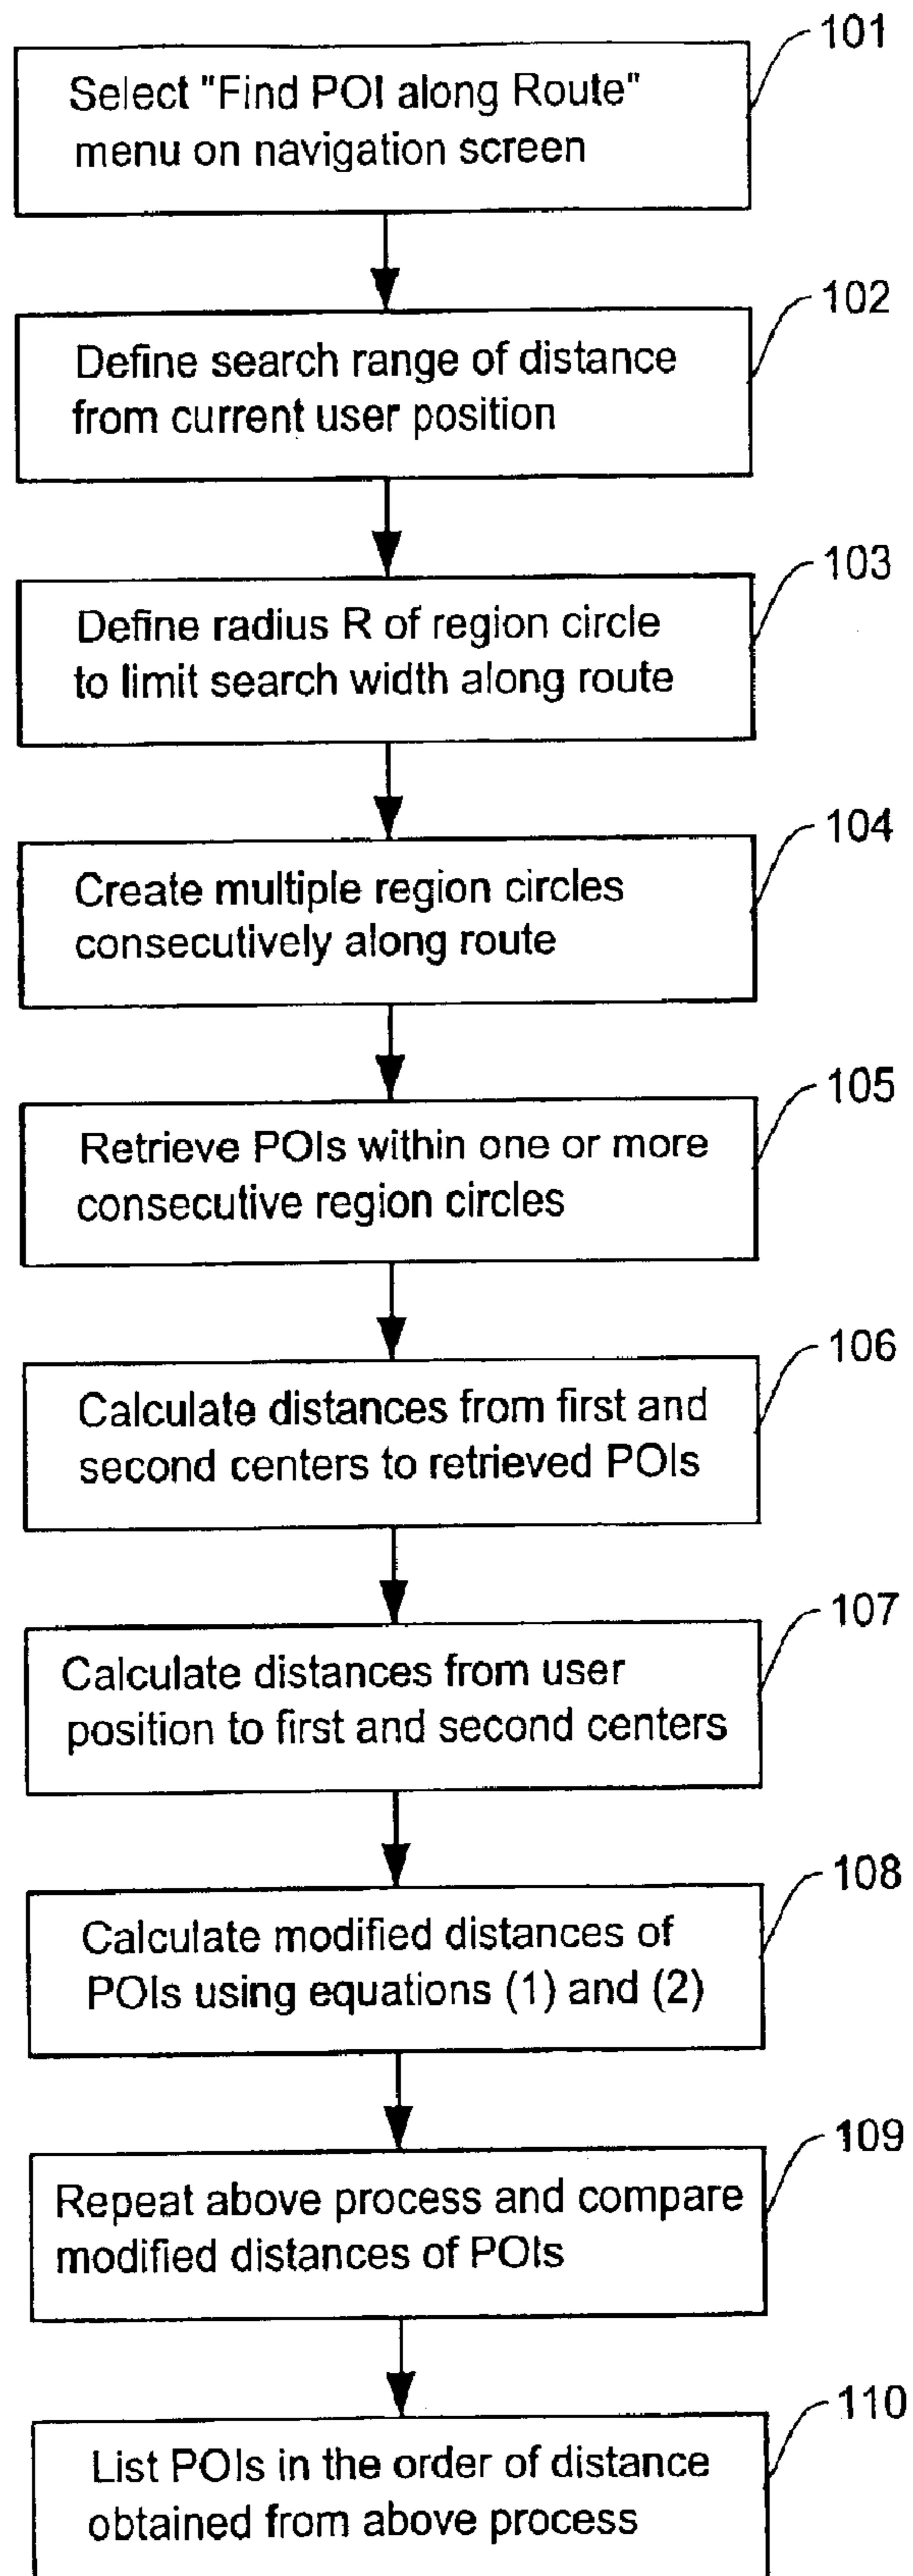 101
Select "Find POI along Route"
menu on navigation screen
102
Define search range of distance
from current user position
103
Define radius R of region circle
to limit search width along route
104
Create multiple region circles
consecutively along route
105
Retrieve POIs within one or more
consecutive region circles
106
Calculate distances from first and
second centers to retrieved POIs
107
Calculate distances from user
position to first and second centers
108
Calculate modified distances of
POIs using equations (1) and (2)
109
Repeat above process and compare
modified distances of POIs
110
List POIs in the order of distance
obtained from above process